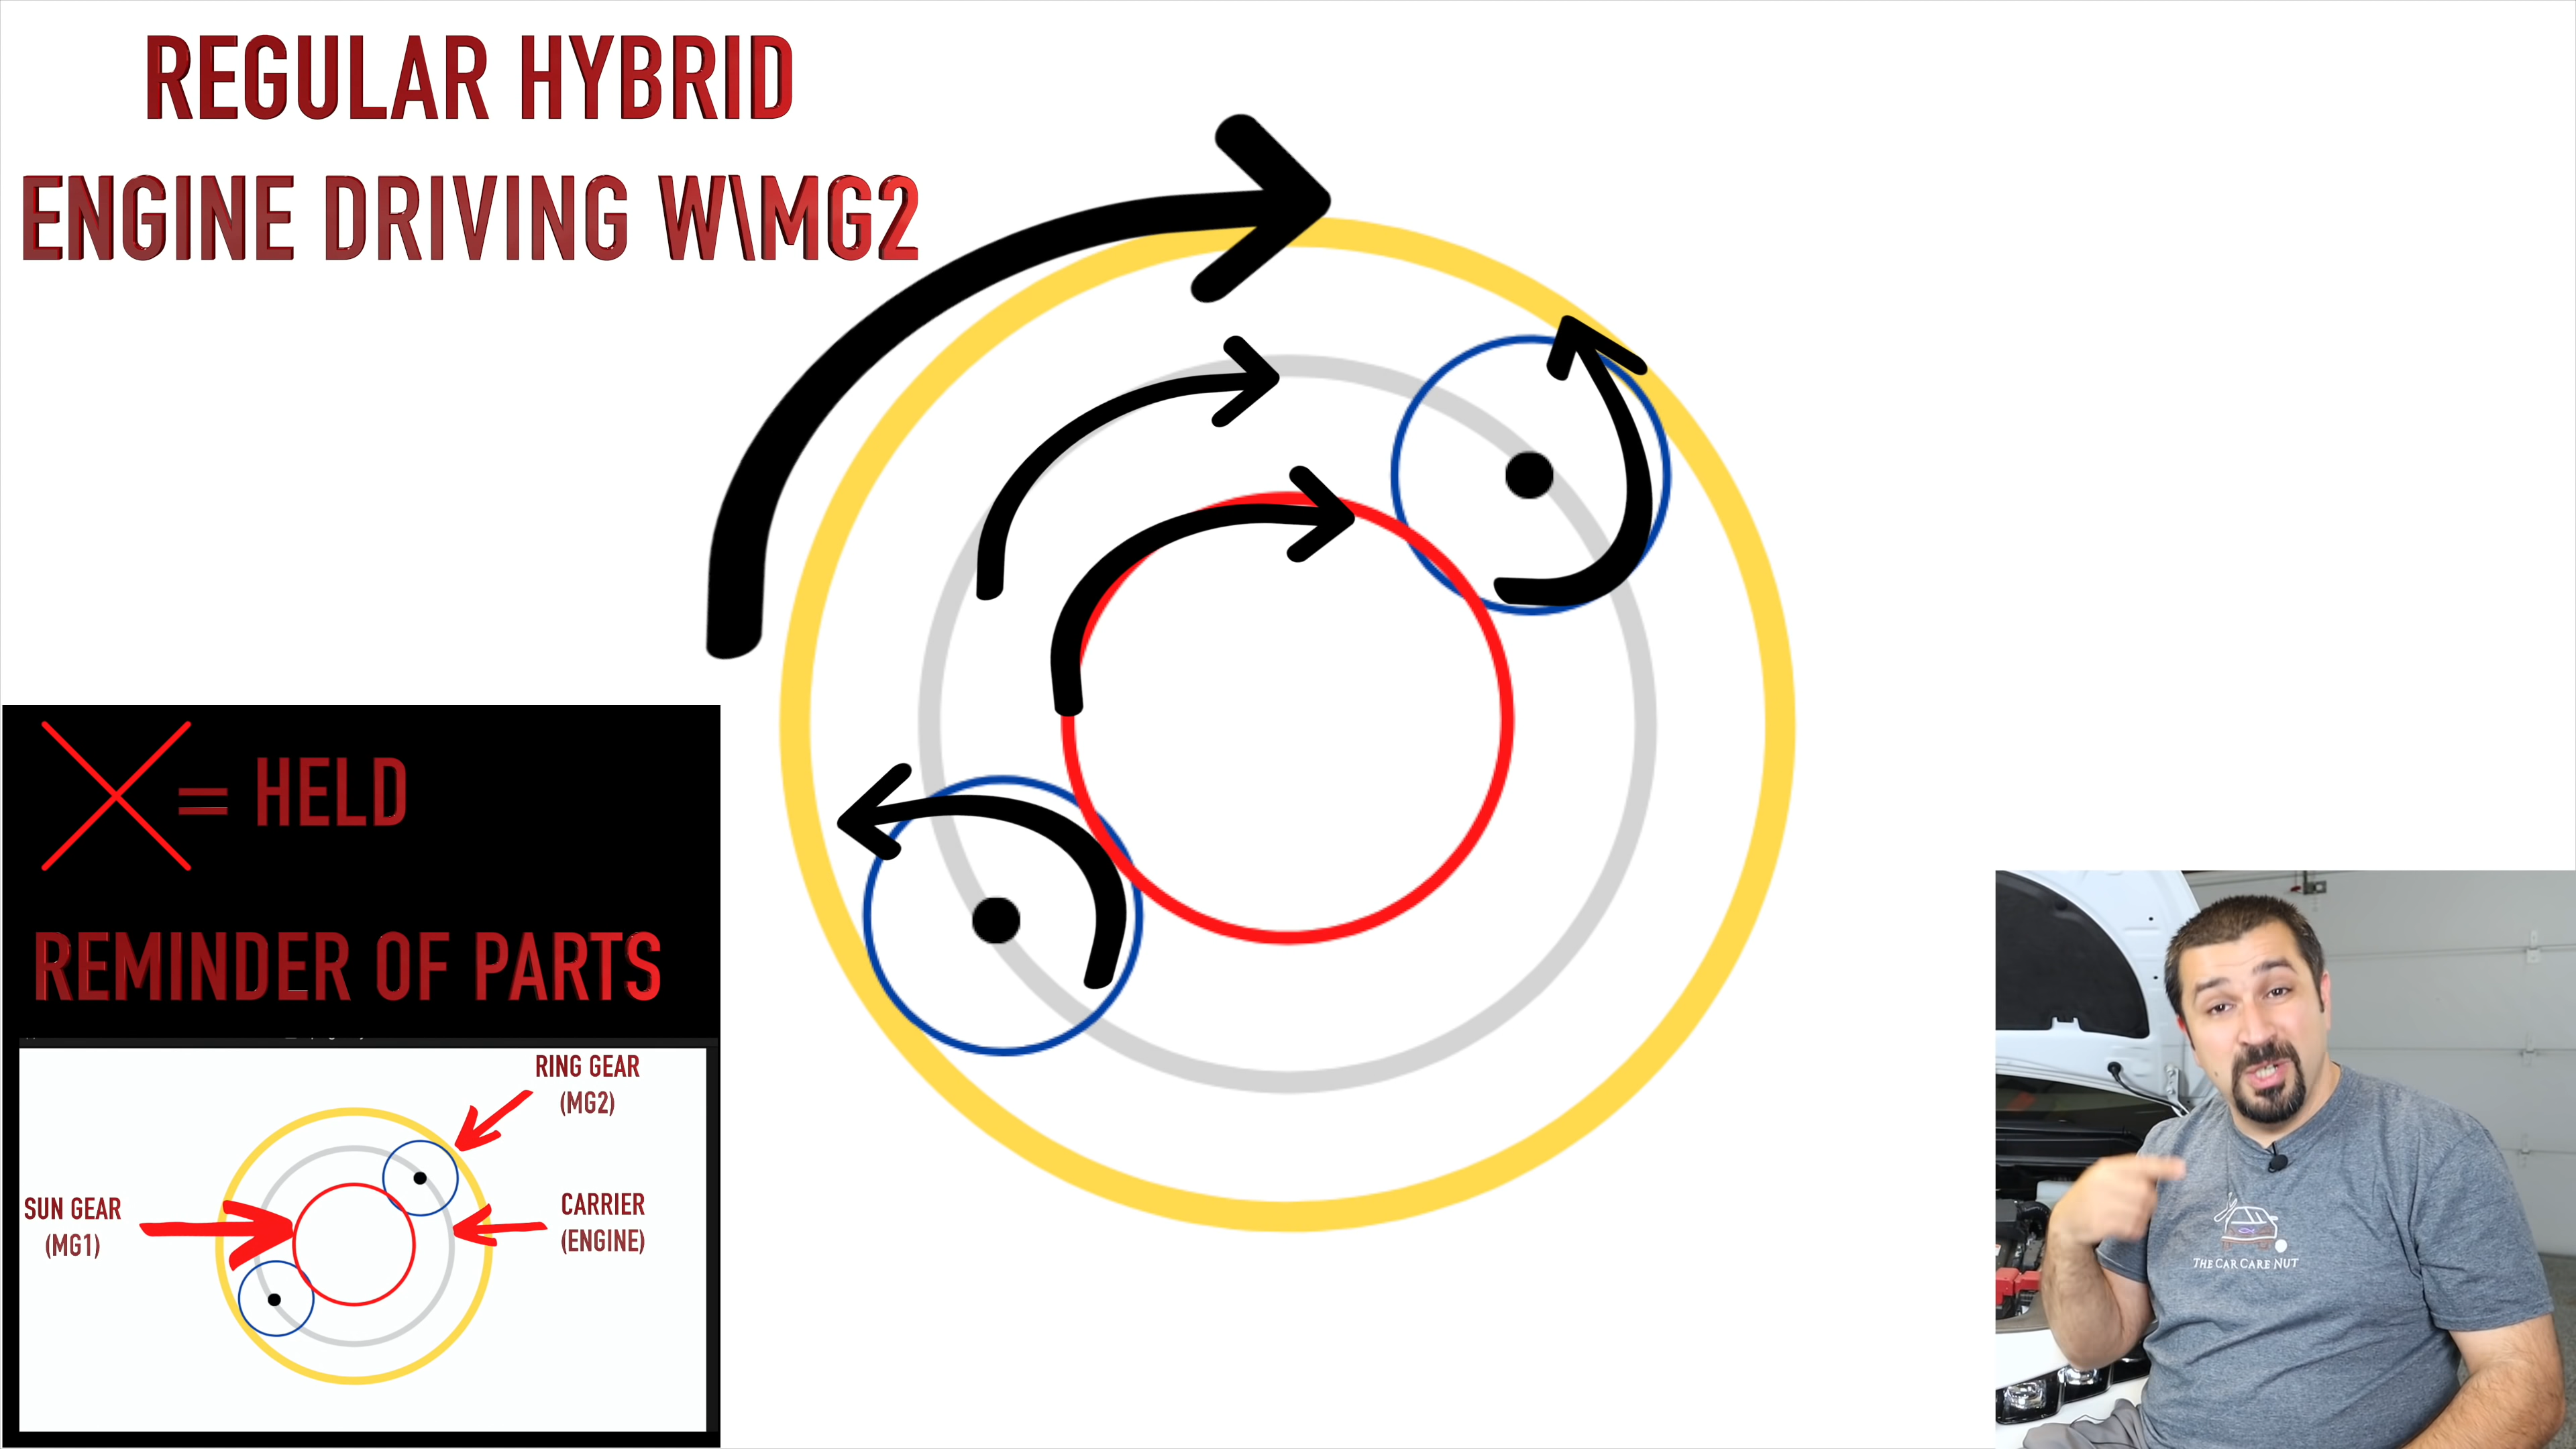 REGULAR HYBRID
ENGINE DRIVING W\MG2
= HELD
REMINDER OF PARTS
RING GEAR
(MG2)
SUN GEAR
(MG1)
CARRIER
(ENGINE)
THE CAR CARE NUT